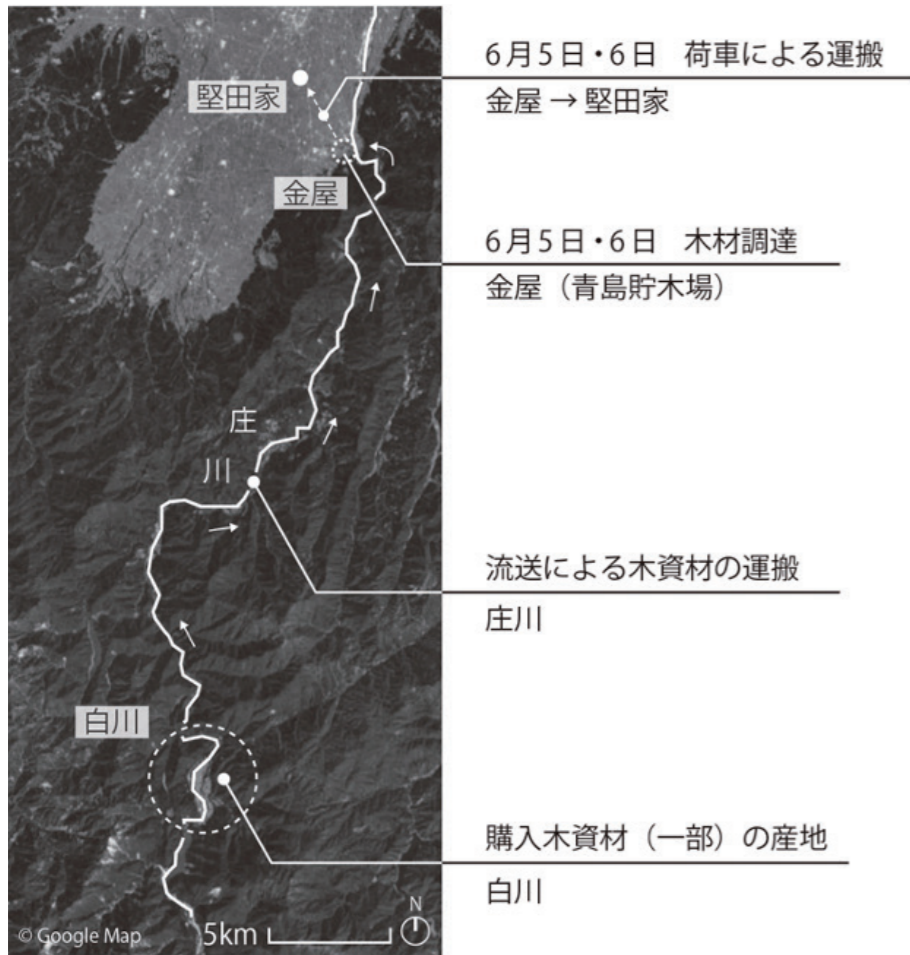 堅田家
金屋
庄
川
白川
© Google Map
5km
N
6月5日・6日　荷車による運搬
金屋 → 堅田家
6月5日・6日　木材調達
金屋（青島貯木場）
流送による木資材の運搬
庄川
購入木資材（一部）の産地
白川